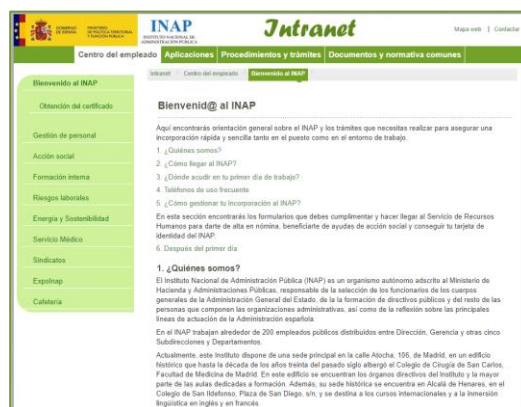 GOBIERNO DE ESPAÑA
MINISTERIO DE POLÍTICA TERRITORIAL Y FUNCIÓN PÚBLICA
INAP
INSTITUTO NACIONAL DE ADMINISTRACIÓN PÚBLICA
Intranet
Mapa web | Contactar
Centro del empleado Aplicaciones Procedimientos y trámites Documentos y normativa comunes
Intranet Centro del empleado Bienvenido al INAP
Bienvenido al INAP
Obtención del certificado
Gestión de personal
Acción social
Formación interna
Riesgos laborales
Energía y Sostenibilidad
Servicio Médico
Sindicatos
ExpoInap
Cafetería
Bienvenid@ al INAP
Aquí encontrarás orientación general sobre el INAP y los trámites que necesitas realizar para asegurar una
incorporación rápida y sencilla tanto en el puesto como en el entorno de trabajo.
1. ¿Quiénes somos?
2. ¿Cómo llegar al INAP?
3. ¿Dónde acudir en tu primer día de trabajo?
4. Teléfonos de uso frecuente
5. ¿Cómo gestionar tu incorporación al INAP?
En esta sección encontrarás los formularios que debes cumplimentar y hacer llegar al Servicio de Recursos
Humanos para darte de alta en nómina, beneficiarte de ayudas de acción social y conseguir tu tarjeta de
identidad del INAP.
6. Después del primer día
1. ¿Quiénes somos?
El Instituto Nacional de Administración Pública (INAP) es un organismo autónomo adscrito al Ministerio de
Hacienda y Administraciones Públicas, responsable de la selección de los funcionarios de los cuerpos
generales de la Administración General del Estado, de la formación de directivos públicos y del resto de las
personas que componen las organizaciones administrativas, así como de la reflexión sobre las principales
líneas de actuación de la Administración española.
En el INAP trabajan alrededor de 200 empleados públicos distribuidos entre Dirección, Gerencia y otras cinco
Subdirecciones y Departamentos.
Actualmente, este Instituto dispone de una sede principal en la calle Atocha, 106, de Madrid, en un edificio
histórico que hasta la década de los años treinta del pasado siglo albergó el Colegio de Cirugía de San Carlos,
Facultad de Medicina de Madrid. En este edificio se encuentran los órganos directivos del Instituto y la mayor
parte de las aulas dedicadas a formación. Además, su sede histórica se encuentra en Alcalá de Henares, en el
Colegio de San Ildefonso, Plaza de San Diego, s/n, y se destina a los cursos internacionales y a la inmersión
lingüística en inglés y en francés.